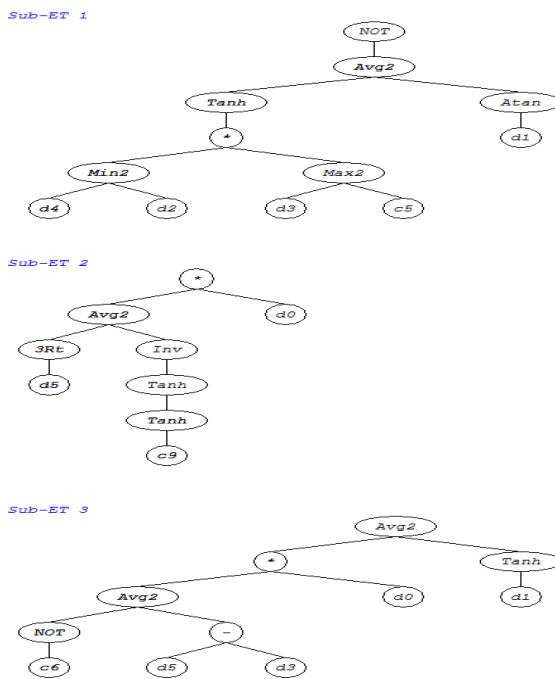 Sub-ET 1
NOT
Avg2
Tanh Atan
* d1
Min2 Max2
d4 d2 d3 c5
Sub-ET 2
*
Avg2 d0
3Rt Inv
d5 Tanh
Tanh
c9
Sub-ET 3
Avg2
* Tanh
Avg2 d0 d1
NOT -
c6 d5 d3